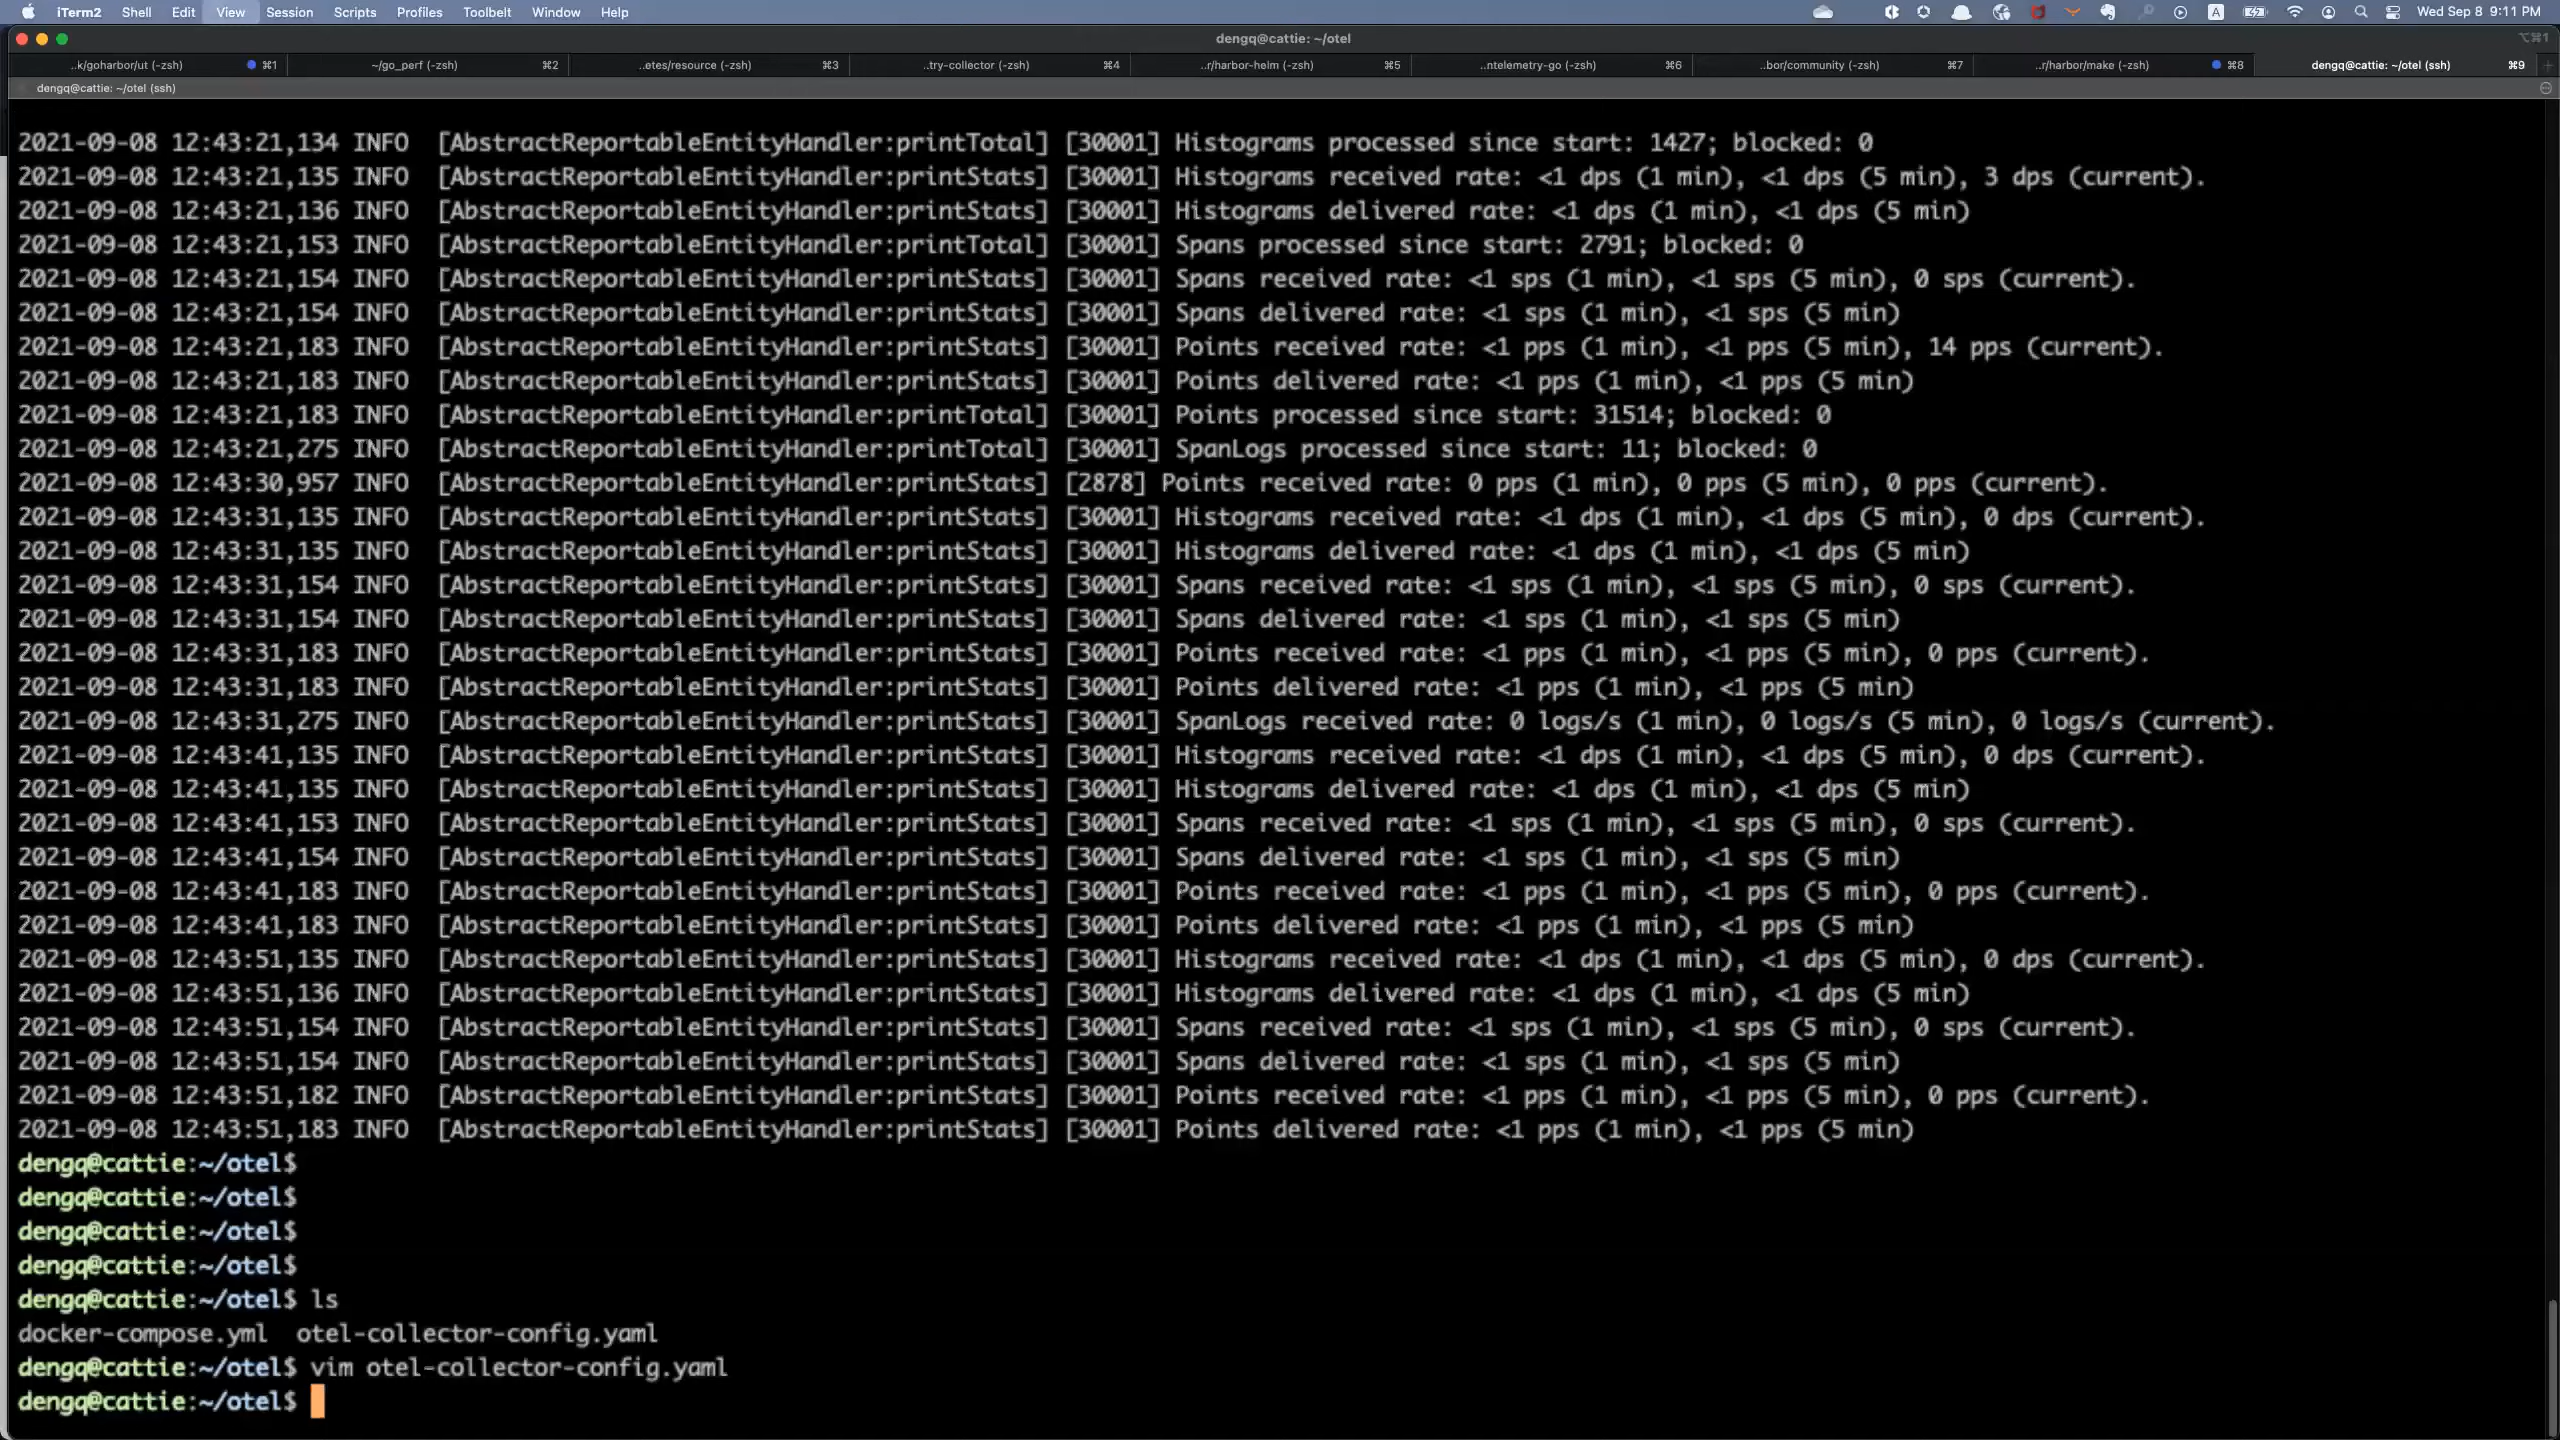 iTerm2 Shell Edit View Session Scripts Profiles Toolbelt Window Help A Wed Sep 8 9:11 PM
dengq@cattie: ~/otel ⌥⌘1
..k/goharbor/ut (-zsh) ⌘1 ~/go_perf (-zsh) ⌘2 ..etes/resource (-zsh) ⌘3 ..try-collector (-zsh) ⌘4 ..r/harbor-helm (-zsh) ⌘5 ..ntelemetry-go (-zsh) ⌘6 ..bor/community (-zsh) ⌘7 ..r/harbor/make (-zsh) ⌘8 dengq@cattie: ~/otel (ssh) ⌘9
dengq@cattie: ~/otel (ssh)
2021-09-08 12:43:21,134 INFO  [AbstractReportableEntityHandler:printTotal] [30001] Histograms processed since start: 1427; blocked: 0
2021-09-08 12:43:21,135 INFO  [AbstractReportableEntityHandler:printStats] [30001] Histograms received rate: <1 dps (1 min), <1 dps (5 min), 3 dps (current).
2021-09-08 12:43:21,136 INFO  [AbstractReportableEntityHandler:printStats] [30001] Histograms delivered rate: <1 dps (1 min), <1 dps (5 min)
2021-09-08 12:43:21,153 INFO  [AbstractReportableEntityHandler:printTotal] [30001] Spans processed since start: 2791; blocked: 0
2021-09-08 12:43:21,154 INFO  [AbstractReportableEntityHandler:printStats] [30001] Spans received rate: <1 sps (1 min), <1 sps (5 min), 0 sps (current).
2021-09-08 12:43:21,154 INFO  [AbstractReportableEntityHandler:printStats] [30001] Spans delivered rate: <1 sps (1 min), <1 sps (5 min)
2021-09-08 12:43:21,183 INFO  [AbstractReportableEntityHandler:printStats] [30001] Points received rate: <1 pps (1 min), <1 pps (5 min), 14 pps (current).
2021-09-08 12:43:21,183 INFO  [AbstractReportableEntityHandler:printStats] [30001] Points delivered rate: <1 pps (1 min), <1 pps (5 min)
2021-09-08 12:43:21,183 INFO  [AbstractReportableEntityHandler:printTotal] [30001] Points processed since start: 31514; blocked: 0
2021-09-08 12:43:21,275 INFO  [AbstractReportableEntityHandler:printTotal] [30001] SpanLogs processed since start: 11; blocked: 0
2021-09-08 12:43:30,957 INFO  [AbstractReportableEntityHandler:printStats] [2878] Points received rate: 0 pps (1 min), 0 pps (5 min), 0 pps (current).
2021-09-08 12:43:31,135 INFO  [AbstractReportableEntityHandler:printStats] [30001] Histograms received rate: <1 dps (1 min), <1 dps (5 min), 0 dps (current).
2021-09-08 12:43:31,135 INFO  [AbstractReportableEntityHandler:printStats] [30001] Histograms delivered rate: <1 dps (1 min), <1 dps (5 min)
2021-09-08 12:43:31,154 INFO  [AbstractReportableEntityHandler:printStats] [30001] Spans received rate: <1 sps (1 min), <1 sps (5 min), 0 sps (current).
2021-09-08 12:43:31,154 INFO  [AbstractReportableEntityHandler:printStats] [30001] Spans delivered rate: <1 sps (1 min), <1 sps (5 min)
2021-09-08 12:43:31,183 INFO  [AbstractReportableEntityHandler:printStats] [30001] Points received rate: <1 pps (1 min), <1 pps (5 min), 0 pps (current).
2021-09-08 12:43:31,183 INFO  [AbstractReportableEntityHandler:printStats] [30001] Points delivered rate: <1 pps (1 min), <1 pps (5 min)
2021-09-08 12:43:31,275 INFO  [AbstractReportableEntityHandler:printStats] [30001] SpanLogs received rate: 0 logs/s (1 min), 0 logs/s (5 min), 0 logs/s (current).
2021-09-08 12:43:41,135 INFO  [AbstractReportableEntityHandler:printStats] [30001] Histograms received rate: <1 dps (1 min), <1 dps (5 min), 0 dps (current).
2021-09-08 12:43:41,135 INFO  [AbstractReportableEntityHandler:printStats] [30001] Histograms delivered rate: <1 dps (1 min), <1 dps (5 min)
2021-09-08 12:43:41,153 INFO  [AbstractReportableEntityHandler:printStats] [30001] Spans received rate: <1 sps (1 min), <1 sps (5 min), 0 sps (current).
2021-09-08 12:43:41,154 INFO  [AbstractReportableEntityHandler:printStats] [30001] Spans delivered rate: <1 sps (1 min), <1 sps (5 min)
2021-09-08 12:43:41,183 INFO  [AbstractReportableEntityHandler:printStats] [30001] Points received rate: <1 pps (1 min), <1 pps (5 min), 0 pps (current).
2021-09-08 12:43:41,183 INFO  [AbstractReportableEntityHandler:printStats] [30001] Points delivered rate: <1 pps (1 min), <1 pps (5 min)
2021-09-08 12:43:51,135 INFO  [AbstractReportableEntityHandler:printStats] [30001] Histograms received rate: <1 dps (1 min), <1 dps (5 min), 0 dps (current).
2021-09-08 12:43:51,136 INFO  [AbstractReportableEntityHandler:printStats] [30001] Histograms delivered rate: <1 dps (1 min), <1 dps (5 min)
2021-09-08 12:43:51,154 INFO  [AbstractReportableEntityHandler:printStats] [30001] Spans received rate: <1 sps (1 min), <1 sps (5 min), 0 sps (current).
2021-09-08 12:43:51,154 INFO  [AbstractReportableEntityHandler:printStats] [30001] Spans delivered rate: <1 sps (1 min), <1 sps (5 min)
2021-09-08 12:43:51,182 INFO  [AbstractReportableEntityHandler:printStats] [30001] Points received rate: <1 pps (1 min), <1 pps (5 min), 0 pps (current).
2021-09-08 12:43:51,183 INFO  [AbstractReportableEntityHandler:printStats] [30001] Points delivered rate: <1 pps (1 min), <1 pps (5 min)
dengq@cattie:~/otel$
dengq@cattie:~/otel$
dengq@cattie:~/otel$
dengq@cattie:~/otel$
dengq@cattie:~/otel$ ls
docker-compose.yml  otel-collector-config.yaml
dengq@cattie:~/otel$ vim otel-collector-config.yaml
dengq@cattie:~/otel$